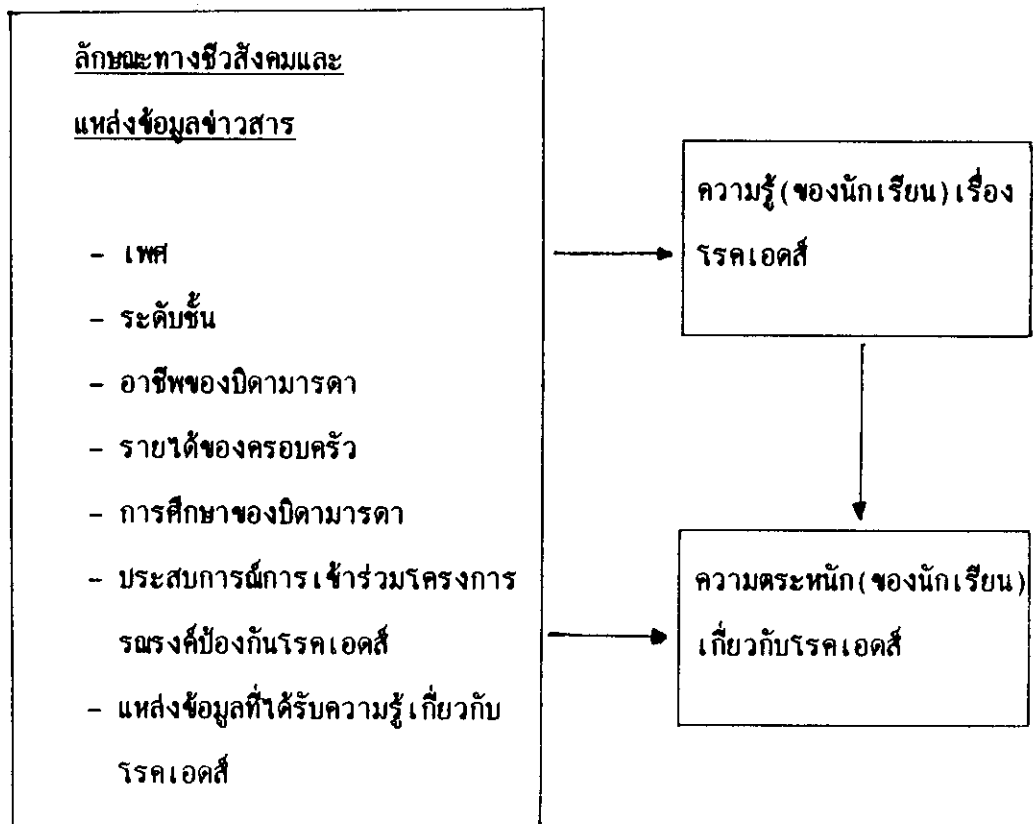 ลักษณะทางชีวสังคมและ
แหล่งข้อมูลข่าวสาร
- เพศ
- ระดับชั้น
- อาชีพของบิดามารดา
- รายได้ของครอบครัว
- การศึกษาของบิดามารดา
- ประสบการณ์การเข้าร่วมโครงการ
รณรงค์ป้องกันโรคเอดส์
- แหล่งข้อมูลที่ได้รับความรู้เกี่ยวกับ
โรคเอดส์
ความรู้(ของนักเรียน)เรื่อง
โรคเอดส์
ความตระหนัก(ของนักเรียน)
เกี่ยวกับโรคเอดส์